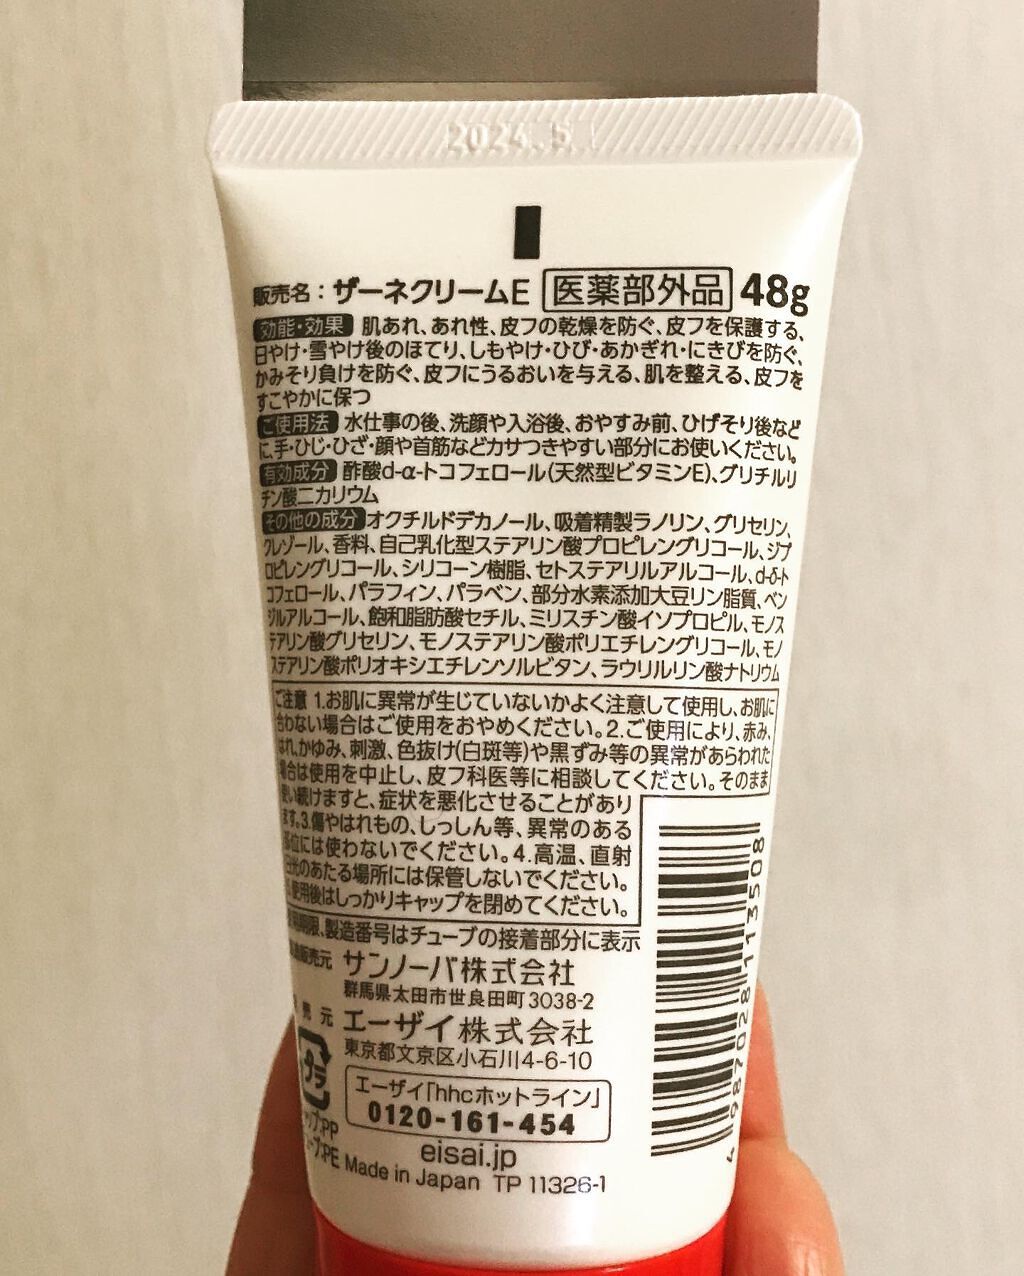 2024.5
販売名：ザーネクリームE 医薬部外品 48g
効能・効果 肌あれ、あれ性、皮フの乾燥を防ぐ、皮フを保護する、
日やけ・雪やけ後のほてり、しもやけ・ひび・あかぎれ・にきびを防ぐ、
かみそり負けを防ぐ、皮フにうるおいを与える、肌を整える、皮フを
すこやかに保つ
ご使用法 水仕事の後、洗顔や入浴後、おやすみ前、ひげそり後など
に、手・ひじ・ひざ・顔や首筋などカサつきやすい部分にお使いください。
有効成分 酢酸d-α-トコフェロール(天然型ビタミンE)、グリチルリ
チン酸二カリウム
その他の成分 オクチルドデカノール、吸着精製ラノリン、グリセリン、
クレゾール、香料、自己乳化型ステアリン酸プロピレングリコール、ジプ
ロピレングリコール、シリコーン樹脂、セトステアリルアルコール、d-δ-ト
コフェロール、パラフィン、パラベン、部分水素添加大豆リン脂質、ベン
ジルアルコール、飽和脂肪酸セチル、ミリスチン酸イソプロピル、モノス
テアリン酸グリセリン、モノステアリン酸ポリエチレングリコール、モノ
ステアリン酸ポリオキシエチレンソルビタン、ラウリルリン酸ナトリウム
ご注意 1.お肌に異常が生じていないかよく注意して使用し、お肌に
合わない場合はご使用をおやめください。2.ご使用により、赤み、
はれ、かゆみ、刺激、色抜け(白斑等)や黒ずみ等の異常があらわれた
場合は使用を中止し、皮フ科医等に相談してください。そのまま
使い続けますと、症状を悪化させることがあり
ます。3.傷やはれもの、しっしん等、異常のある
部位には使わないでください。4.高温、直射
日光のあたる場所には保管しないでください。
使用後はしっかりキャップを閉めてください。
期限、製造番号はチューブの接着部分に表示
販売元 サンノーバ株式会社
群馬県太田市世良田町3038-2
売元 エーザイ株式会社
東京都文京区小石川4-6-10
プラ
エーザイ「hhcホットライン」
0120-161-454
ップ:PP
ーブ:PE
eisai.jp
Made in Japan TP 11326-1
4 987028 113508